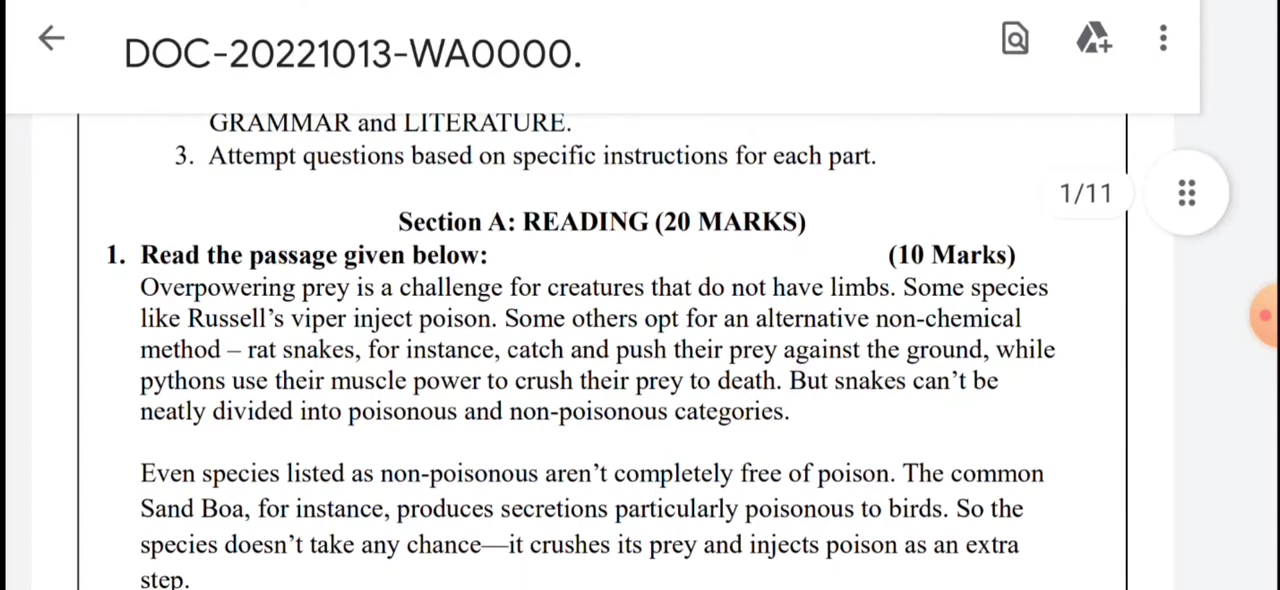 DOC-20221013-WA0000.
GRAMMAR and LITERATURE.
3. Attempt questions based on specific instructions for each part.
1/11
Section A: READING (20 MARKS)
1. Read the passage given below: (10 Marks)
Overpowering prey is a challenge for creatures that do not have limbs. Some species
like Russell’s viper inject poison. Some others opt for an alternative non-chemical
method – rat snakes, for instance, catch and push their prey against the ground, while
pythons use their muscle power to crush their prey to death. But snakes can’t be
neatly divided into poisonous and non-poisonous categories.
Even species listed as non-poisonous aren’t completely free of poison. The common
Sand Boa, for instance, produces secretions particularly poisonous to birds. So the
species doesn’t take any chance—it crushes its prey and injects poison as an extra
step.